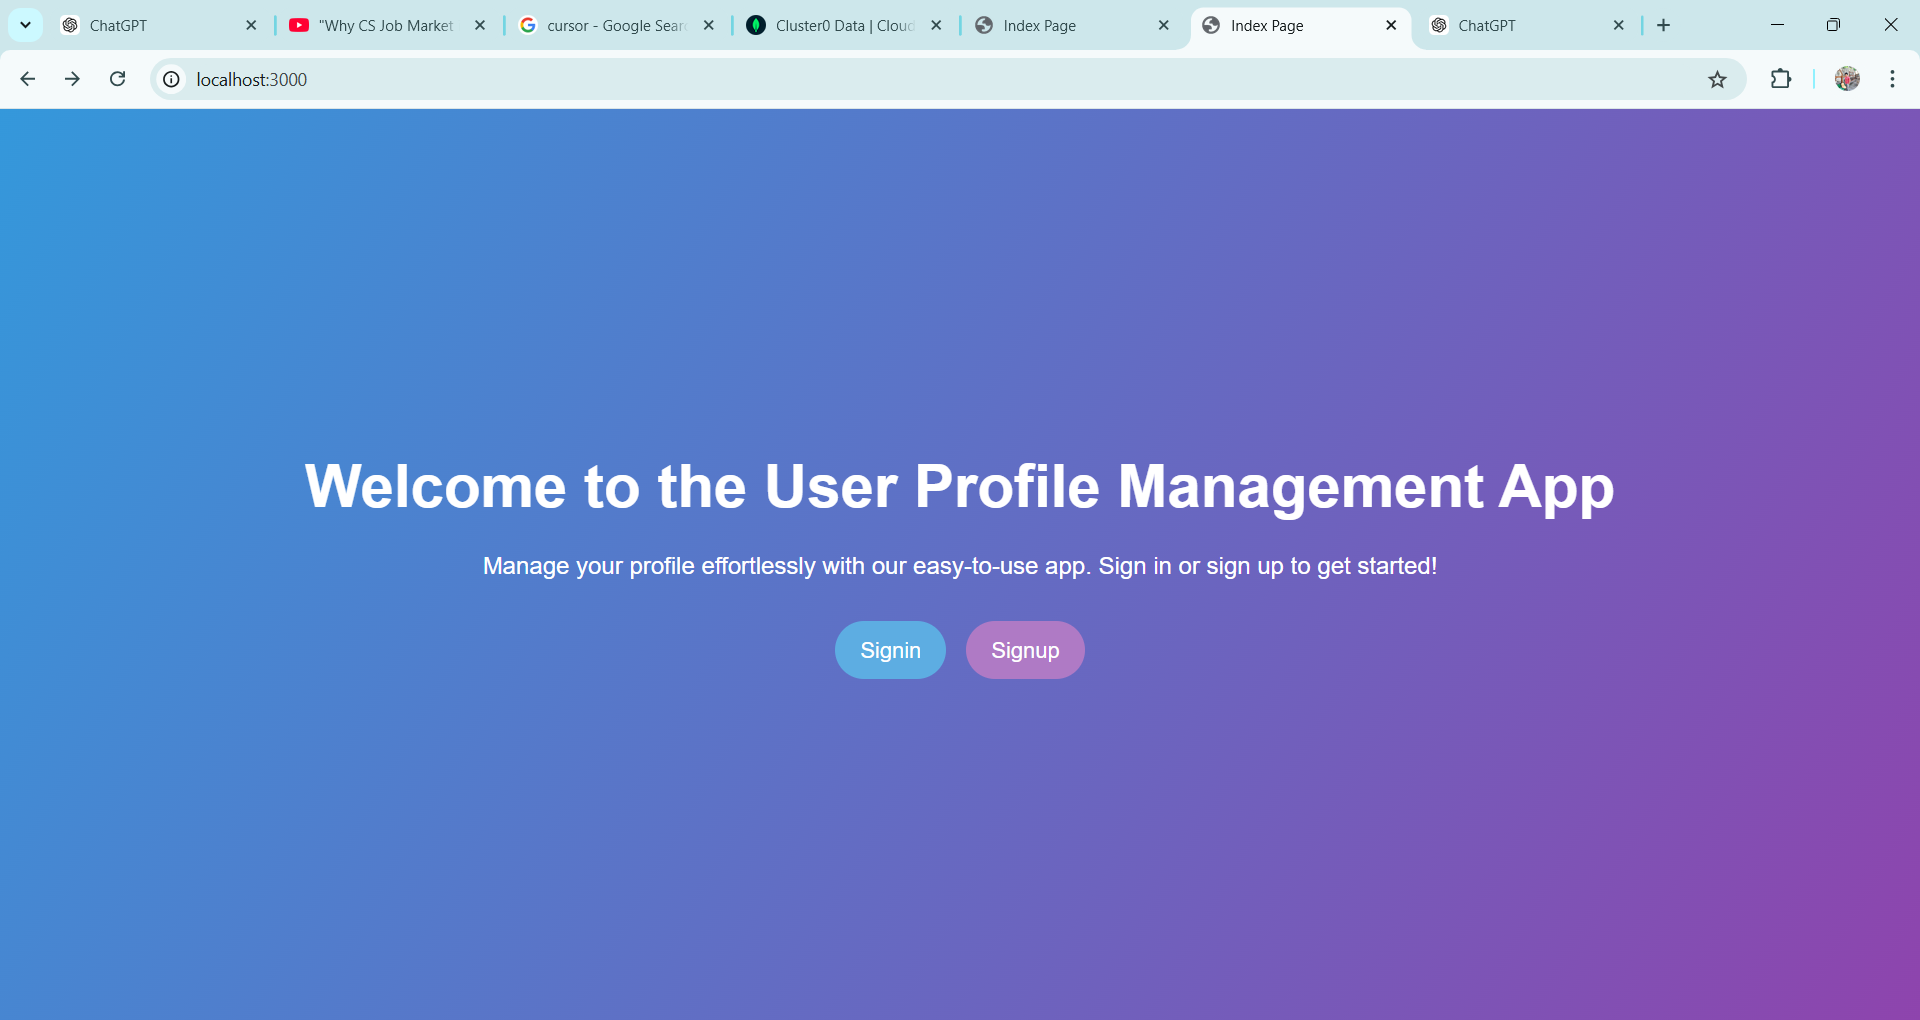 ChatGPT
"Why CS Job Market
cursor - Google Sear
Cluster0 Data | Cloud
Index Page
Index Page
ChatGPT
localhost:3000
Welcome to the User Profile Management App
Manage your profile effortlessly with our easy-to-use app. Sign in or sign up to get started!
Signin
Signup